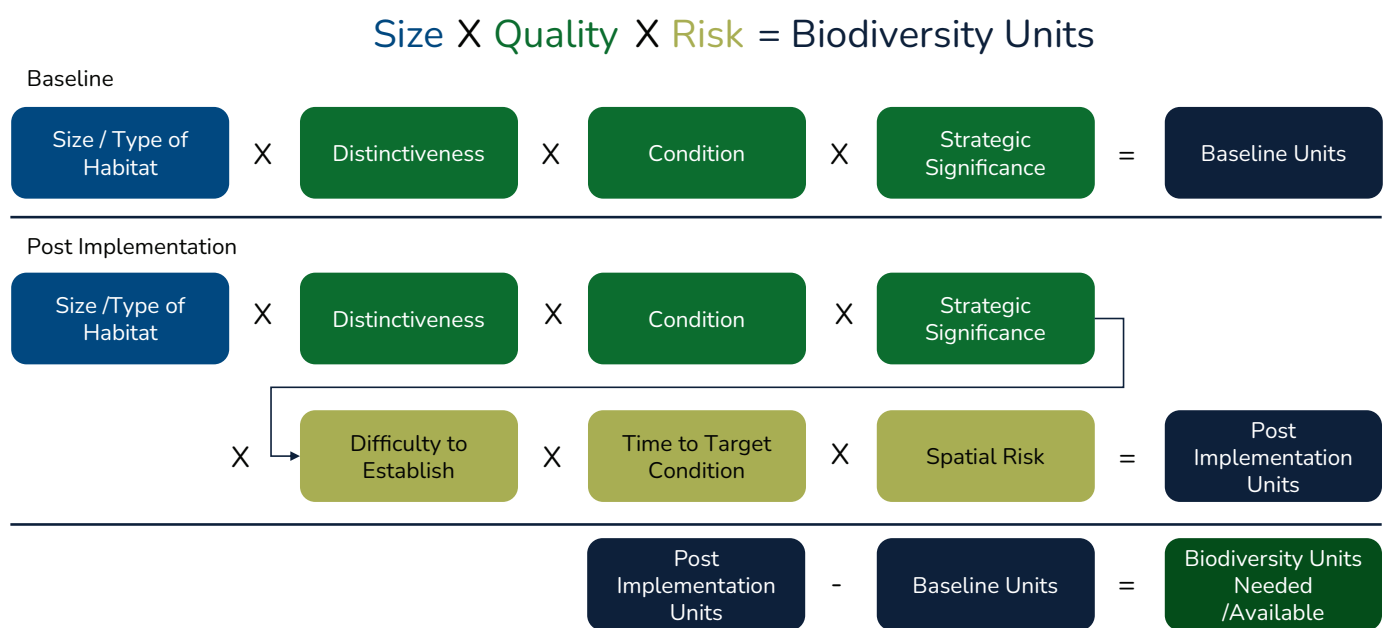 Size X Quality X Risk = Biodiversity Units
Baseline
Size / Type of
Habitat
X
Distinctiveness
X
Condition
X
Strategic
Significance
=
Baseline Units
Post Implementation
Size /Type of
Habitat
X
Distinctiveness
X
Condition
X
Strategic
Significance
X
Difficulty to
Establish
X
Time to Target
Condition
X
Spatial Risk
=
Post
Implementation
Units
Post
Implementation
Units
-
Baseline Units
=
Biodiversity Units
Needed
/Available